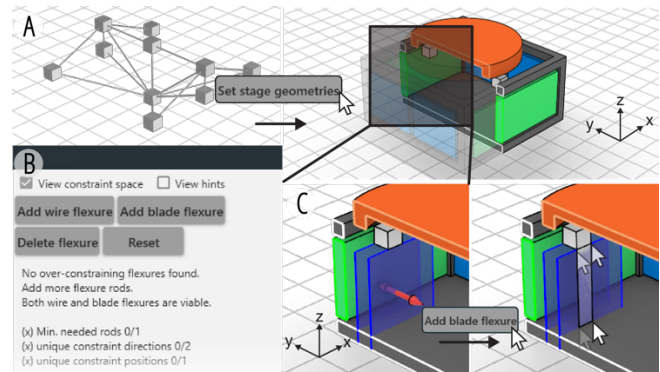 A
Set stage geometries
z
y
x
B
View constraint space
View hints
Add wire flexure
Add blade flexure
Delete flexure
Reset
No over-constraining flexures found.
Add more flexure rods.
Both wire and blade flexures are viable.
(x) Min. needed rods 0/1
(x) unique constraint directions 0/2
(x) unique constraint positions 0/1
C
z
y
x
Add blade flexure